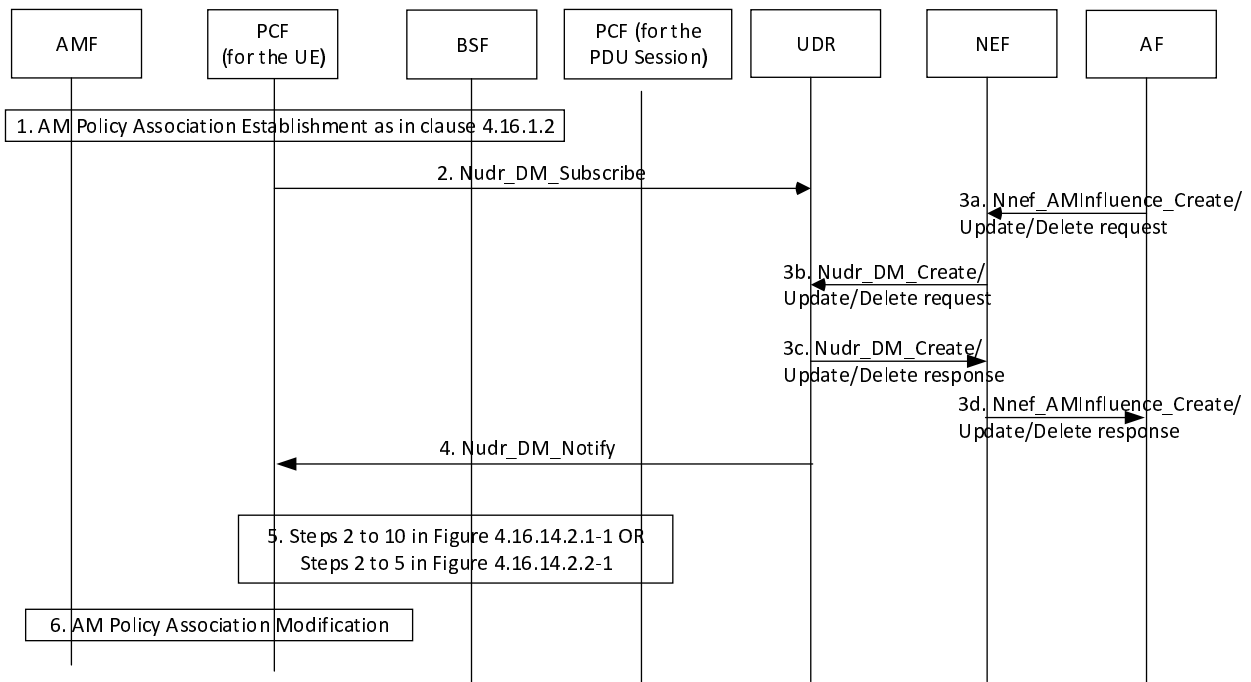 AMF
PCF
(for the UE)
BSF
PCF (for the
PDU Session)
UDR
NEF
AF
1. AM Policy Association Establishment as in clause 4.16.1.2
2. Nudr_DM_Subscribe
3a. Nnef_AMInfluence_Create/
Update/Delete request
3b. Nudr_DM_Create/
Update/Delete request
3c. Nudr_DM_Create/
Update/Delete response
3d. Nnef_AMInfluence_Create/
Update/Delete response
4. Nudr_DM_Notify
5. Steps 2 to 10 in Figure 4.16.14.2.1-1 OR
Steps 2 to 5 in Figure 4.16.14.2.2-1
6. AM Policy Association Modification